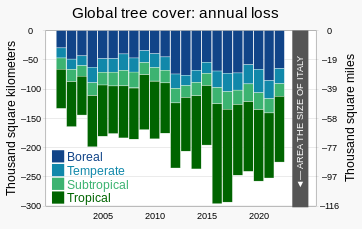 Global tree cover: annual loss
Thousand square kilometers
0
−50
−100
−150
−200
−250
−300
Boreal
Temperate
Subtropical
Tropical
2005
2010
2015
2020
◄— AREA THE SIZE OF ITALY
0
−19
−39
−58
−77
−97
−116
Thousand square miles